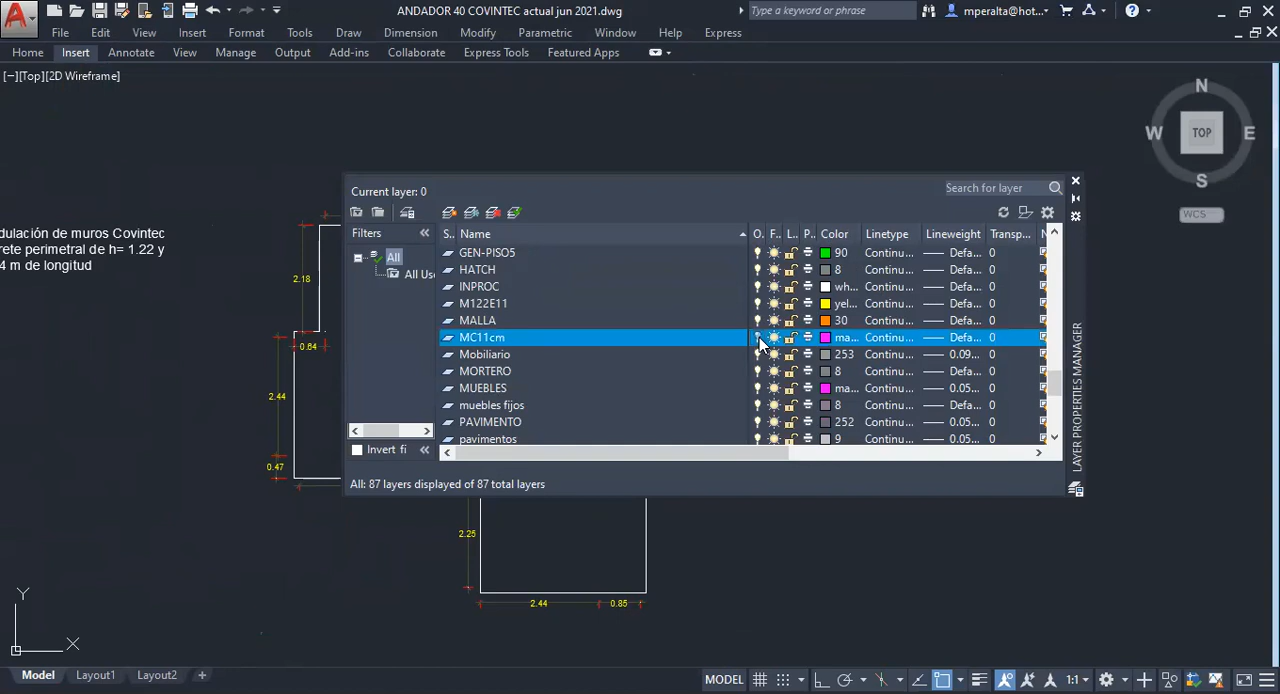 ANDADOR 40 COVINTEC actual jun 2021.dwg
Type a keyword or phrase
mperalta@hot...
File Edit View Insert Format Tools Draw Dimension Modify Parametric Window Help Express
Home Insert Annotate View Manage Output Add-ins Collaborate Express Tools Featured Apps
[−][Top][2D Wireframe]
N
W TOP E
S
WCS
dulación de muros Covintec
rete perimetral de h= 1.22 y
4 m de longitud
2.18
0.64
2.44
0.47
Current layer: 0
Search for layer
Filters
All
All Use
Invert fi
S.. Name O. F.. L.. P.. Color Linetype Lineweight Transp...
GEN-PISO5 90 Continu... Defa... 0
HATCH 8 Continu... Defa... 0
INPROC wh... Continu... Defa... 0
M122E11 yel... Continu... Defa... 0
MALLA 30 Continu... Defa... 0
MC11cm ma... Continu... Defa... 0
Mobiliario 253 Continu... 0.09... 0
MORTERO 8 Continu... Defa... 0
MUEBLES ma... Continu... 0.05... 0
muebles fijos 8 Continu... Defa... 0
PAVIMENTO 252 Continu... 0.05... 0
pavimentos 9 Continu... 0.05... 0
All: 87 layers displayed of 87 total layers
LAYER PROPERTIES MANAGER
2.25
2.44 0.85
Y
X
Model Layout1 Layout2 +
MODEL 1:1